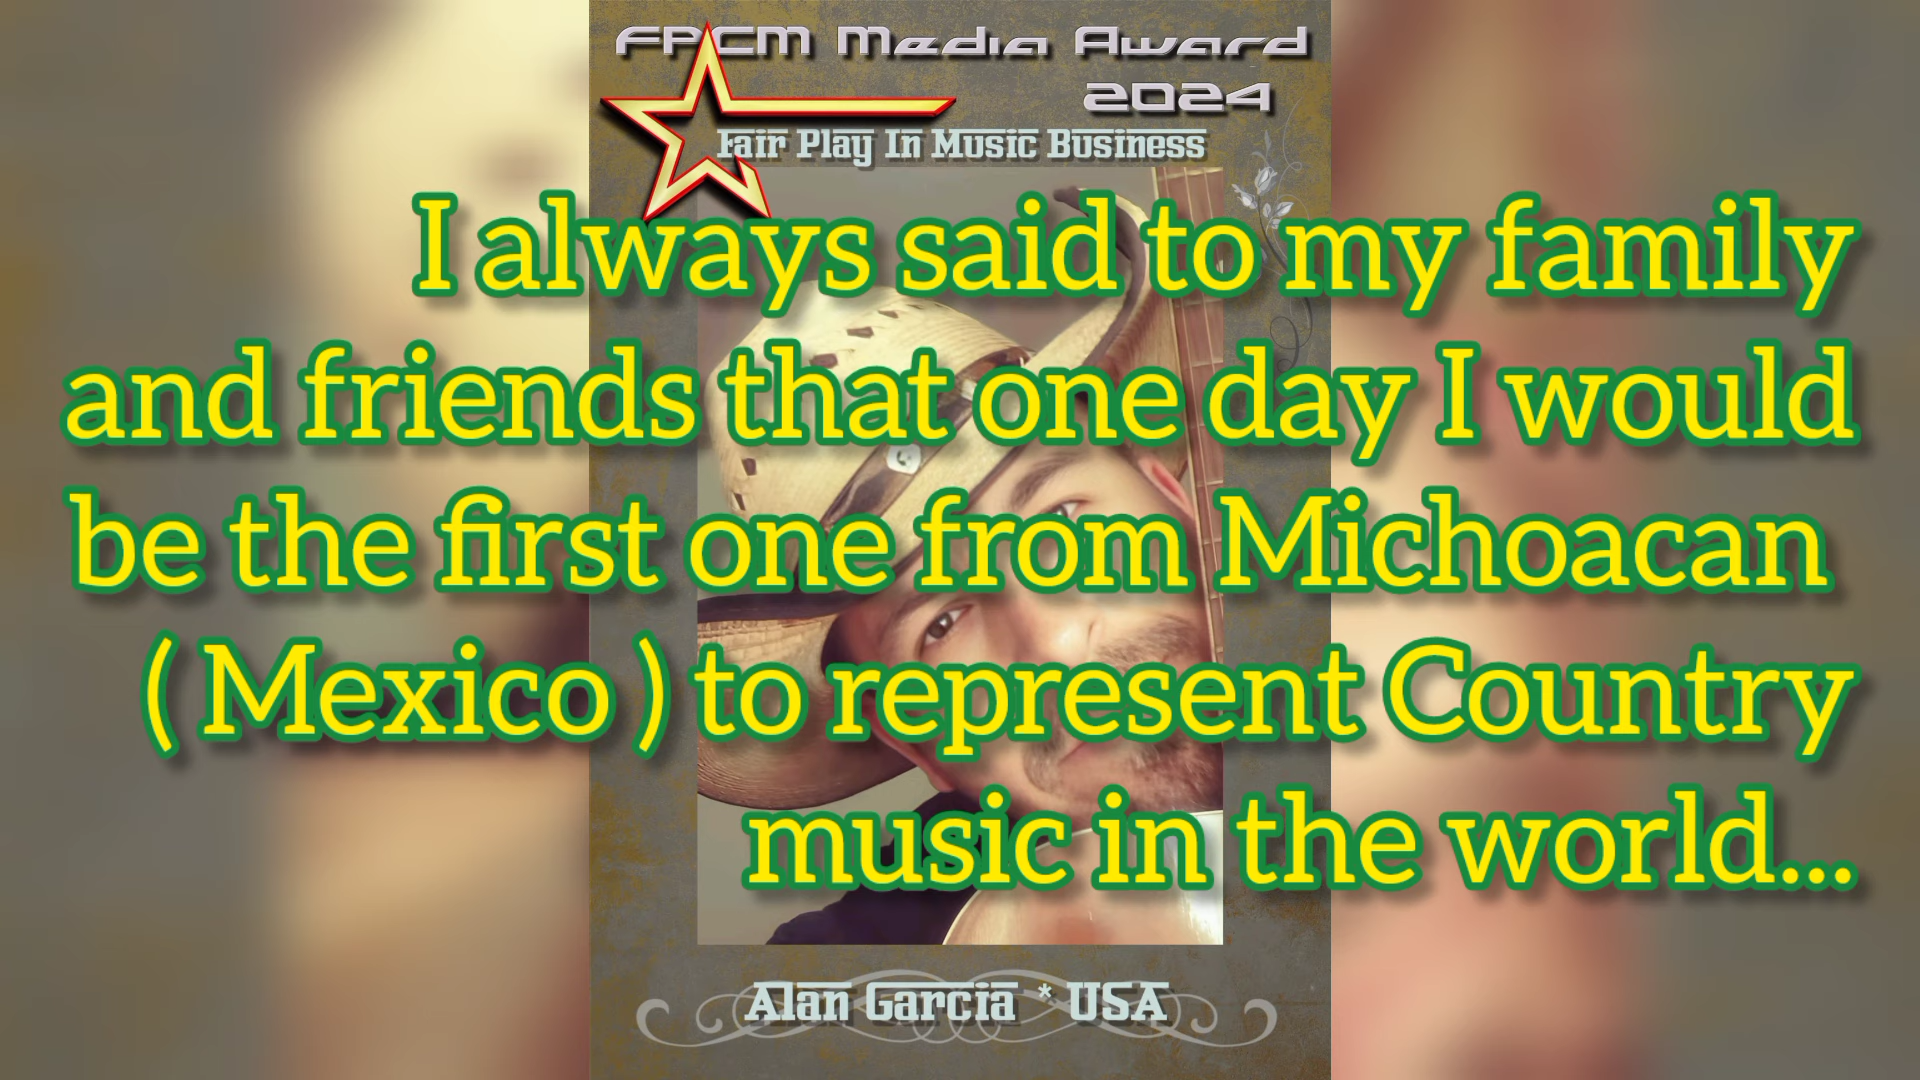 FPCM Media Award
2024
Fair Play In Music Business
I always said to my family
and friends that one day I would
be the first one from Michoacan
( Mexico ) to represent Country
music in the world...
Alan Garcia * USA